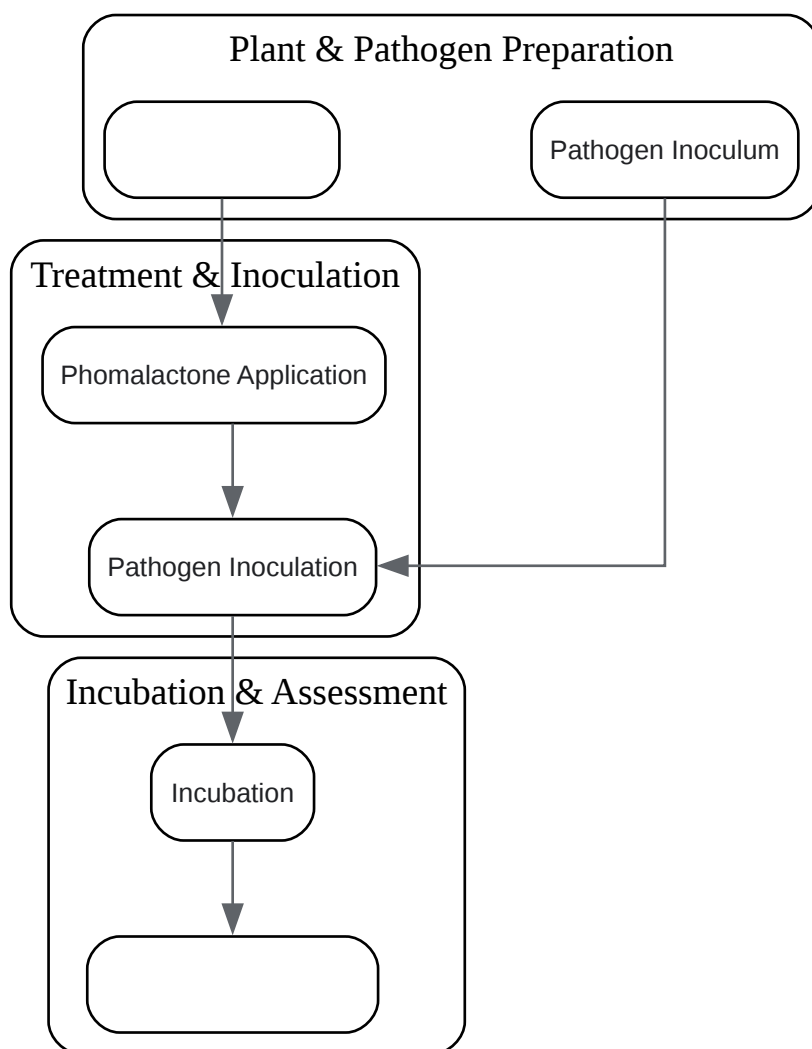 Plant & Pathogen Preparation
Pathogen Inoculum
Treatment & Inoculation
Phomalactone Application
Pathogen Inoculation
Incubation & Assessment
Incubation